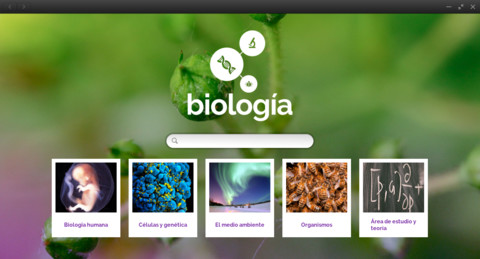 biología
Biología humana
Células y genética
El medio ambiente
Organismos
Área de estudio y
teoría